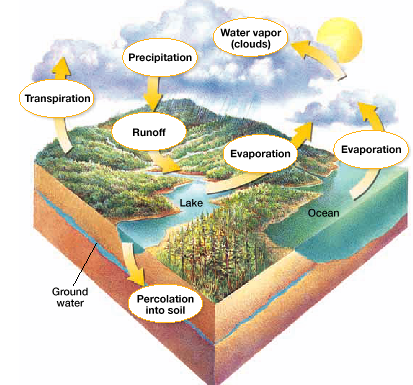 Water vapor
(clouds)
Precipitation
Transpiration
Runoff
Evaporation
Evaporation
Lake
Ocean
Ground
water
Percolation
into soil